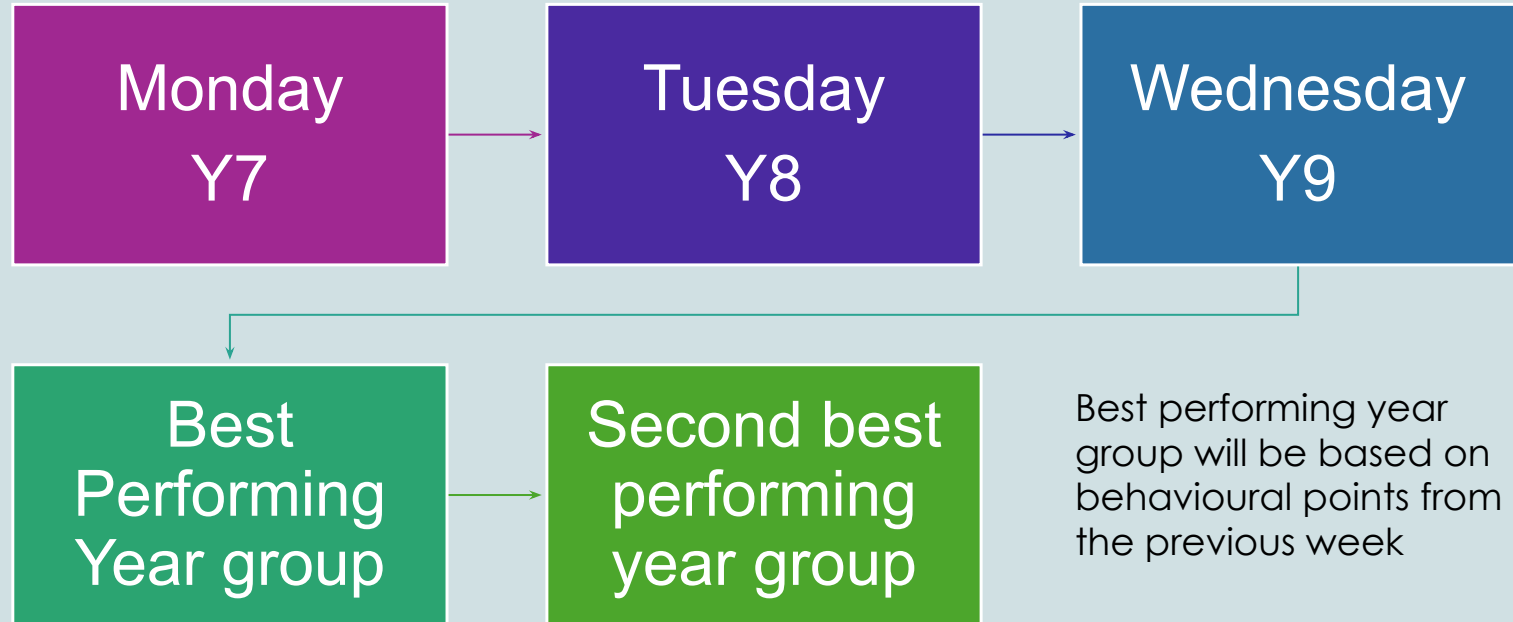 Monday
Y7
Tuesday
Y8
Wednesday
Y9
Best
Performing
Year group
Second best
performing
year group
Best performing year
group will be based on
behavioural points from
the previous week